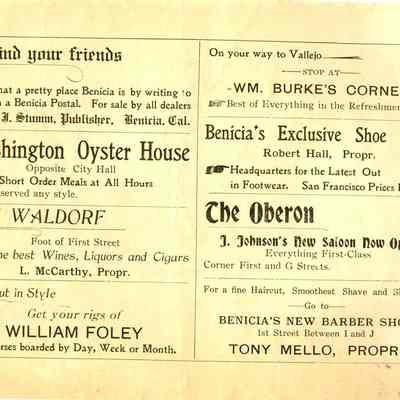 ind your friends
hat a pretty place Benicia is by writing to
n a Benicia Postal. For sale by all dealers
J. Stumm, Publisher, Benicia, Cal.
shington Oyster House
Opposite City Hall
Short Order Meals at All Hours
served any style.
WALDORF
Foot of First Street
he best Wines, Liquors and Cigars
L. McCarthy, Propr.
ut in Style
Get your rigs of
WILLIAM FOLEY
orses boarded by Day, Week or Month.
On your way to Vallejo
STOP AT
WM. BURKE'S CORNE
Best of Everything in the Refreshmen
Benicia's Exclusive Shoe
Robert Hall, Propr.
Headquarters for the Latest Out
in Footwear. San Francisco Prices P
The Oberon
J. Johnson's New Saloon Now Op
Everything First-Class
Corner First and G Streets.
For a fine Haircut, Smoothest Shave and Sh
Go to
BENICIA'S NEW BARBER SHO
1st Street Between I and J
TONY MELLO, PROPR